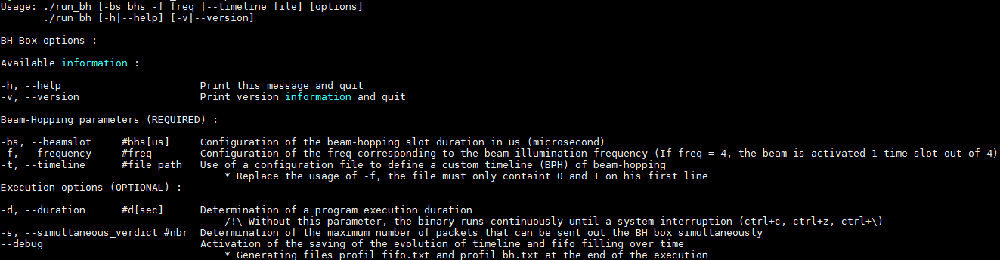 Usage: ./run_bh [-bs bhs -f freq |--timeline file] [options]
./run_bh [-h|--help] [-v|--version]
BH Box options :
Available information :
-h, --help Print this message and quit
-v, --version Print version information and quit
Beam-Hopping parameters (REQUIRED) :
-bs, --beamslot #bhs[us] Configuration of the beam-hopping slot duration in us (microsecond)
-f, --frequency #freq Configuration of the freq corresponding to the beam illumination frequency (If freq = 4, the beam is activated 1 time-slot out of 4)
-t, --timeline #file_path Use of a configuration file to define a custom timeline (BPH) of beam-hopping
* Replace the usage of -f, the file must only containt 0 and 1 on his first line
Execution options (OPTIONAL) :
-d, --duration #d[sec] Determination of a program execution duration
/!\ Without this parameter, the binary runs continuously until a system interruption (ctrl+c, ctrl+z, ctrl+\)
-s, --simultaneous_verdict #nbr Determination of the maximum number of packets that can be sent out the BH box simultaneously
--debug Activation of the saving of the evolution of timeline and fifo filling over time
* Generating files profil fifo.txt and profil bh.txt at the end of the execution